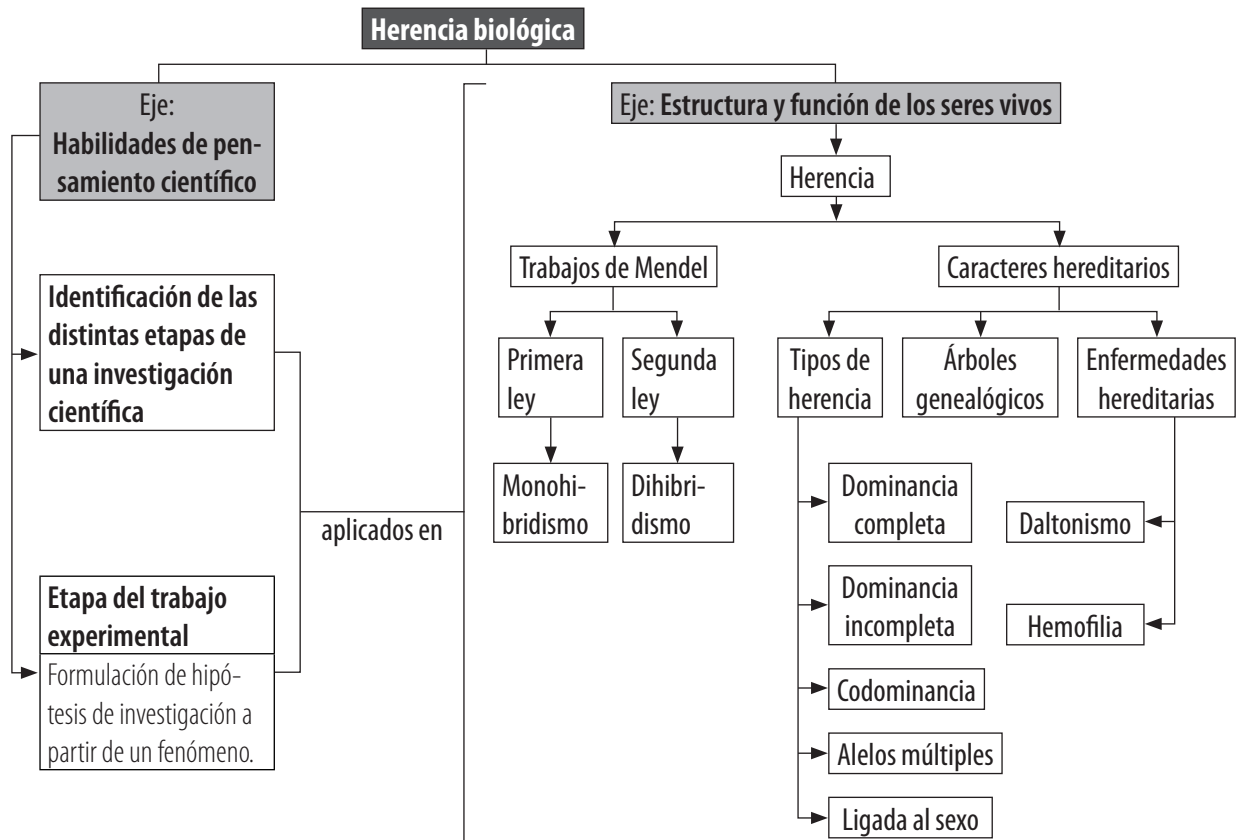 Herencia biológica
Eje:
Habilidades de pen-
samiento científico
Identificación de las
distintas etapas de
una investigación
científica
Etapa del trabajo
experimental
Formulación de hipó-
tesis de investigación a
partir de un fenómeno.
aplicados en
Eje: Estructura y función de los seres vivos
Herencia
Trabajos de Mendel
Caracteres hereditarios
Primera
ley
Segunda
ley
Monohi-
bridismo
Dihibri-
dismo
Tipos de
herencia
Árboles
genealógicos
Enfermedades
hereditarias
Dominancia
completa
Dominancia
incompleta
Codominancia
Alelos múltiples
Ligada al sexo
Daltonismo
Hemofilia